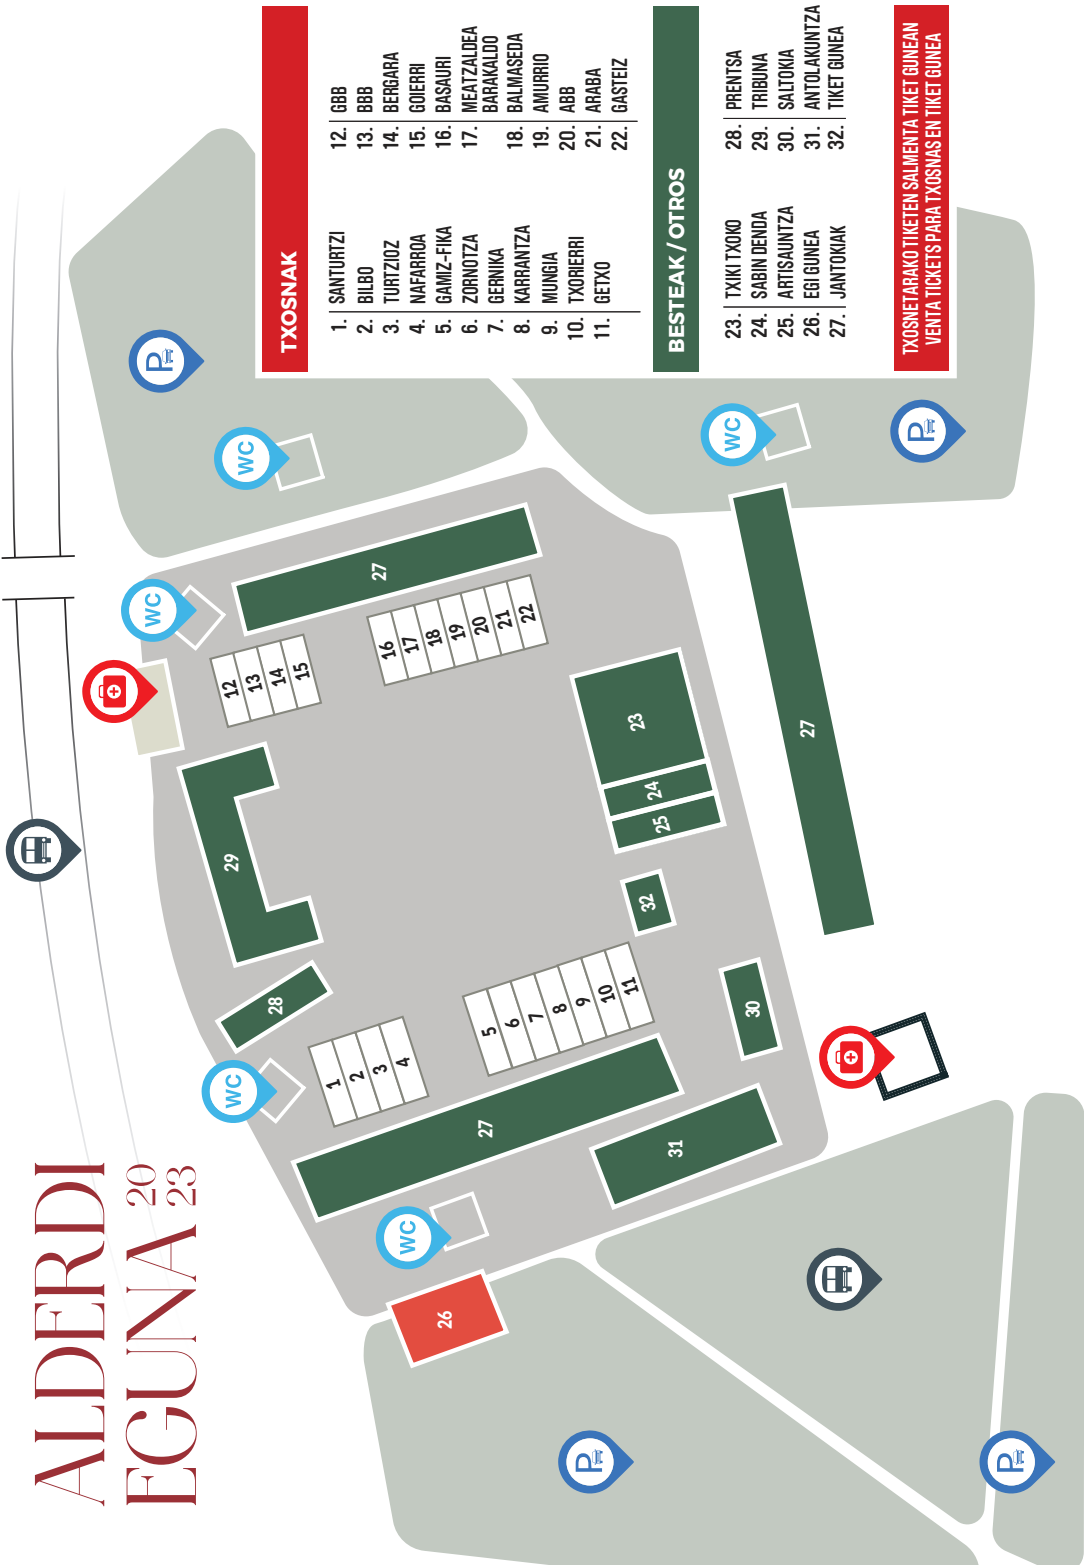 ALDERDI
EGUNA 20
23
TXOSNAK
1. SANTURTZI
2. BILBO
3. TURTZIOZ
4. NAFARROA
5. GAMIZ-FIKA
6. ZORNOTZA
7. GERNIKA
8. KARRANTZA
9. MUNGIA
10. TXORIERRI
11. GETXO
12. GBB
13. BBB
14. BERGARA
15. GOIERRI
16. BASAURI
17. MEATZALDEA
BARAKALDO
18. BALMASEDA
19. AMURRIO
20. ABB
21. ARABA
22. GASTEIZ
BESTEAK / OTROS
23. TXIKI TXOKO
24. SABIN DENDA
25. ARTISAUNTZA
26. EGI GUNEA
27. JANTOKIAK
28. PRENTSA
29. TRIBUNA
30. SALTOKIA
31. ANTOLAKUNTZA
32. TIKET GUNEA
TXOSNETARAKO TIKETEN SALMENTA TIKET GUNEAN
VENTA TICKETS PARA TXOSNAS EN TIKET GUNEA
WC
WC
WC
WC
WC
P
P
P
P
1
2
3
4
5
6
7
8
9
10
11
12
13
14
15
16
17
18
19
20
21
22
23
24
25
26
27
27
27
28
29
30
31
32